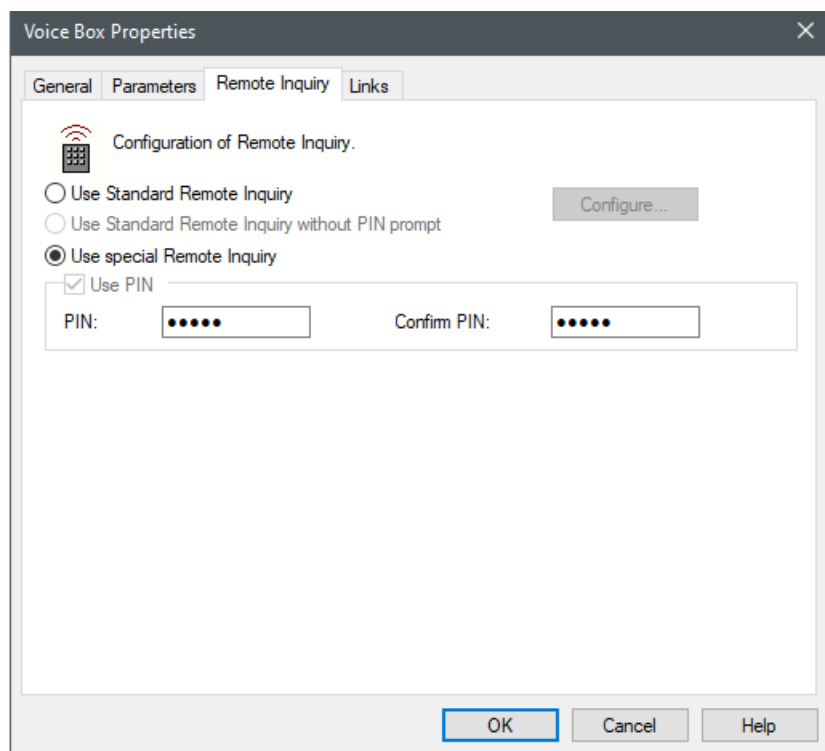 Voice Box Properties
General Parameters Remote Inquiry Links
Configuration of Remote Inquiry.
Use Standard Remote Inquiry
Configure...
Use Standard Remote Inquiry without PIN prompt
Use special Remote Inquiry
Use PIN
PIN: ●●●●● Confirm PIN: ●●●●●
OK Cancel Help